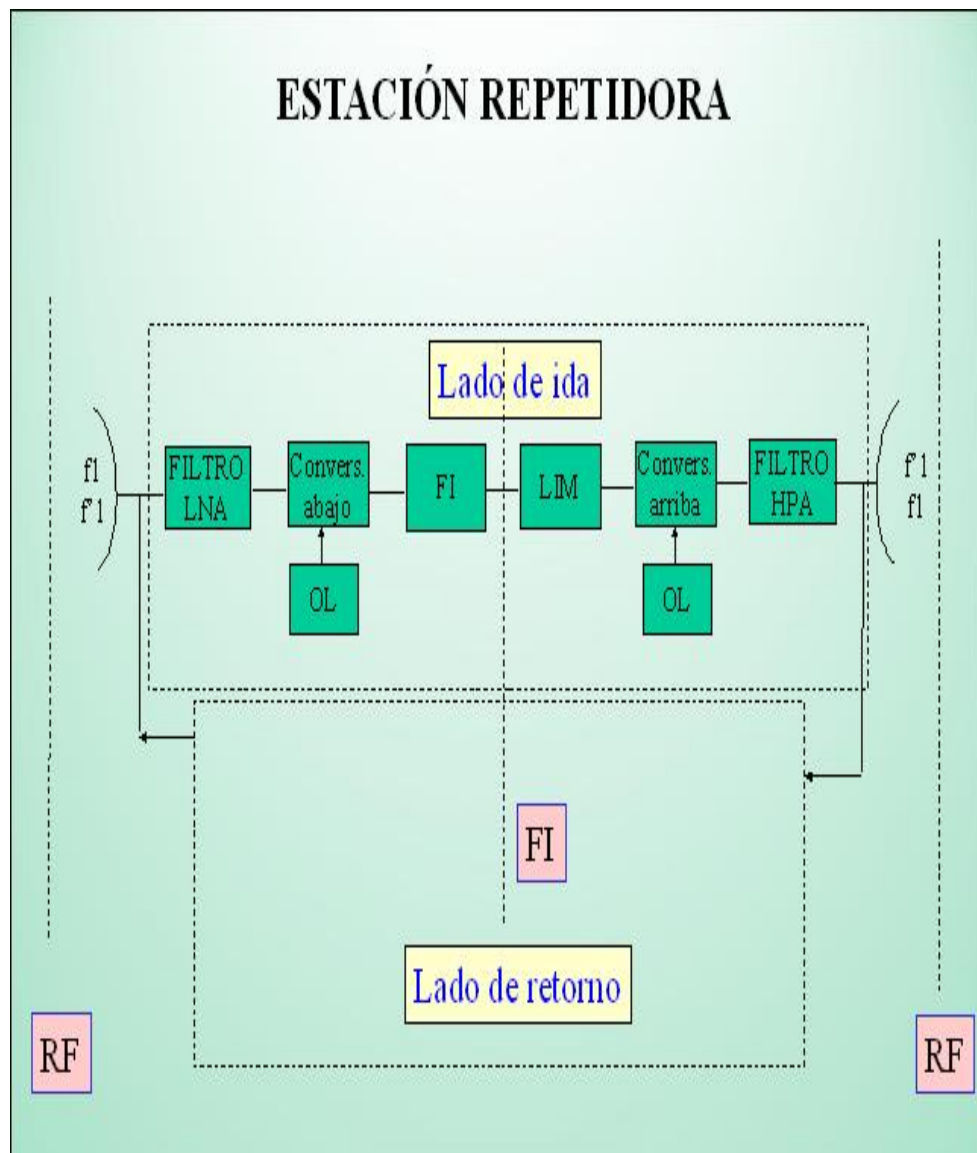 ESTACIÓN REPETIDORA
Lado de ida
f1
f'1
FILTRO
LNA
Convers.
abajo
FI
LIM
Convers.
arriba
FILTRO
HPA
f'1
f1
OL
OL
FI
Lado de retorno
RF
RF